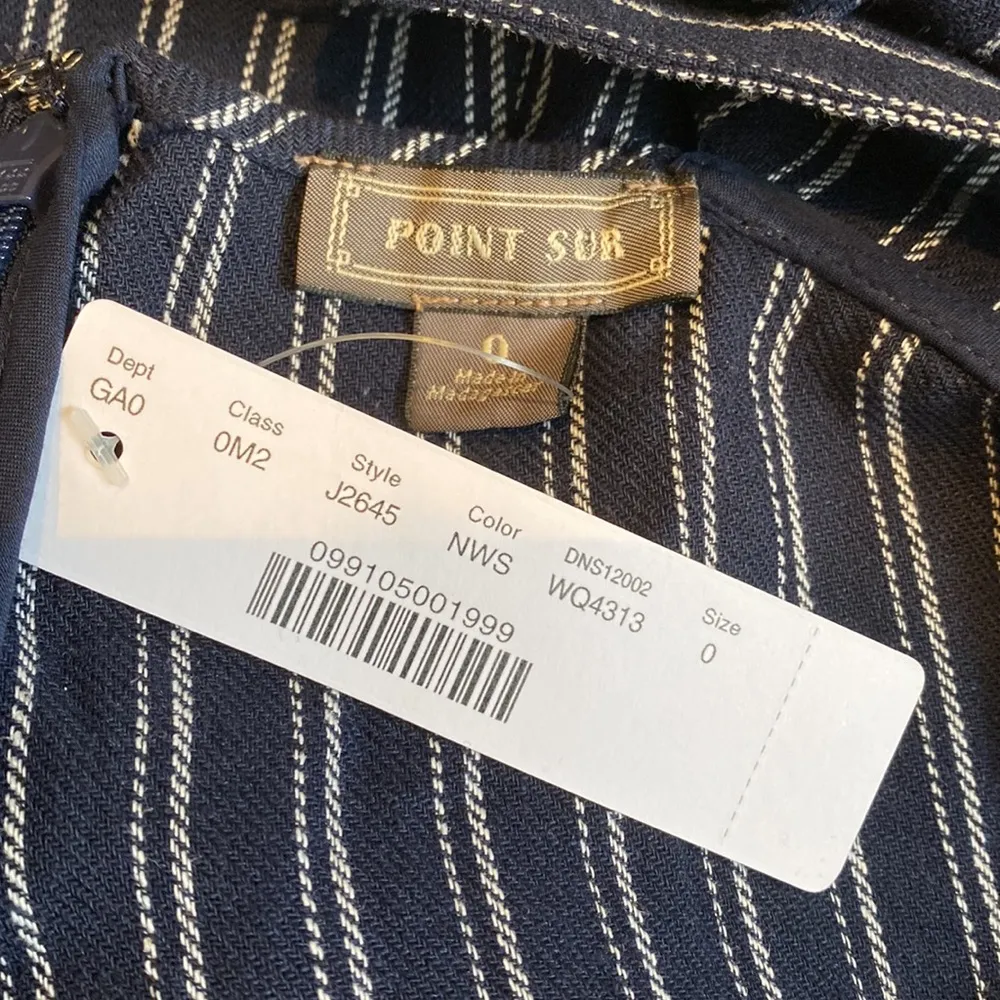 POINT SUR
0
Made in
Madagascar
Dept
GA0
Class
0M2
Style
J2645
Color
NWS
DNS12002
WQ4313
Size
0
099105001999